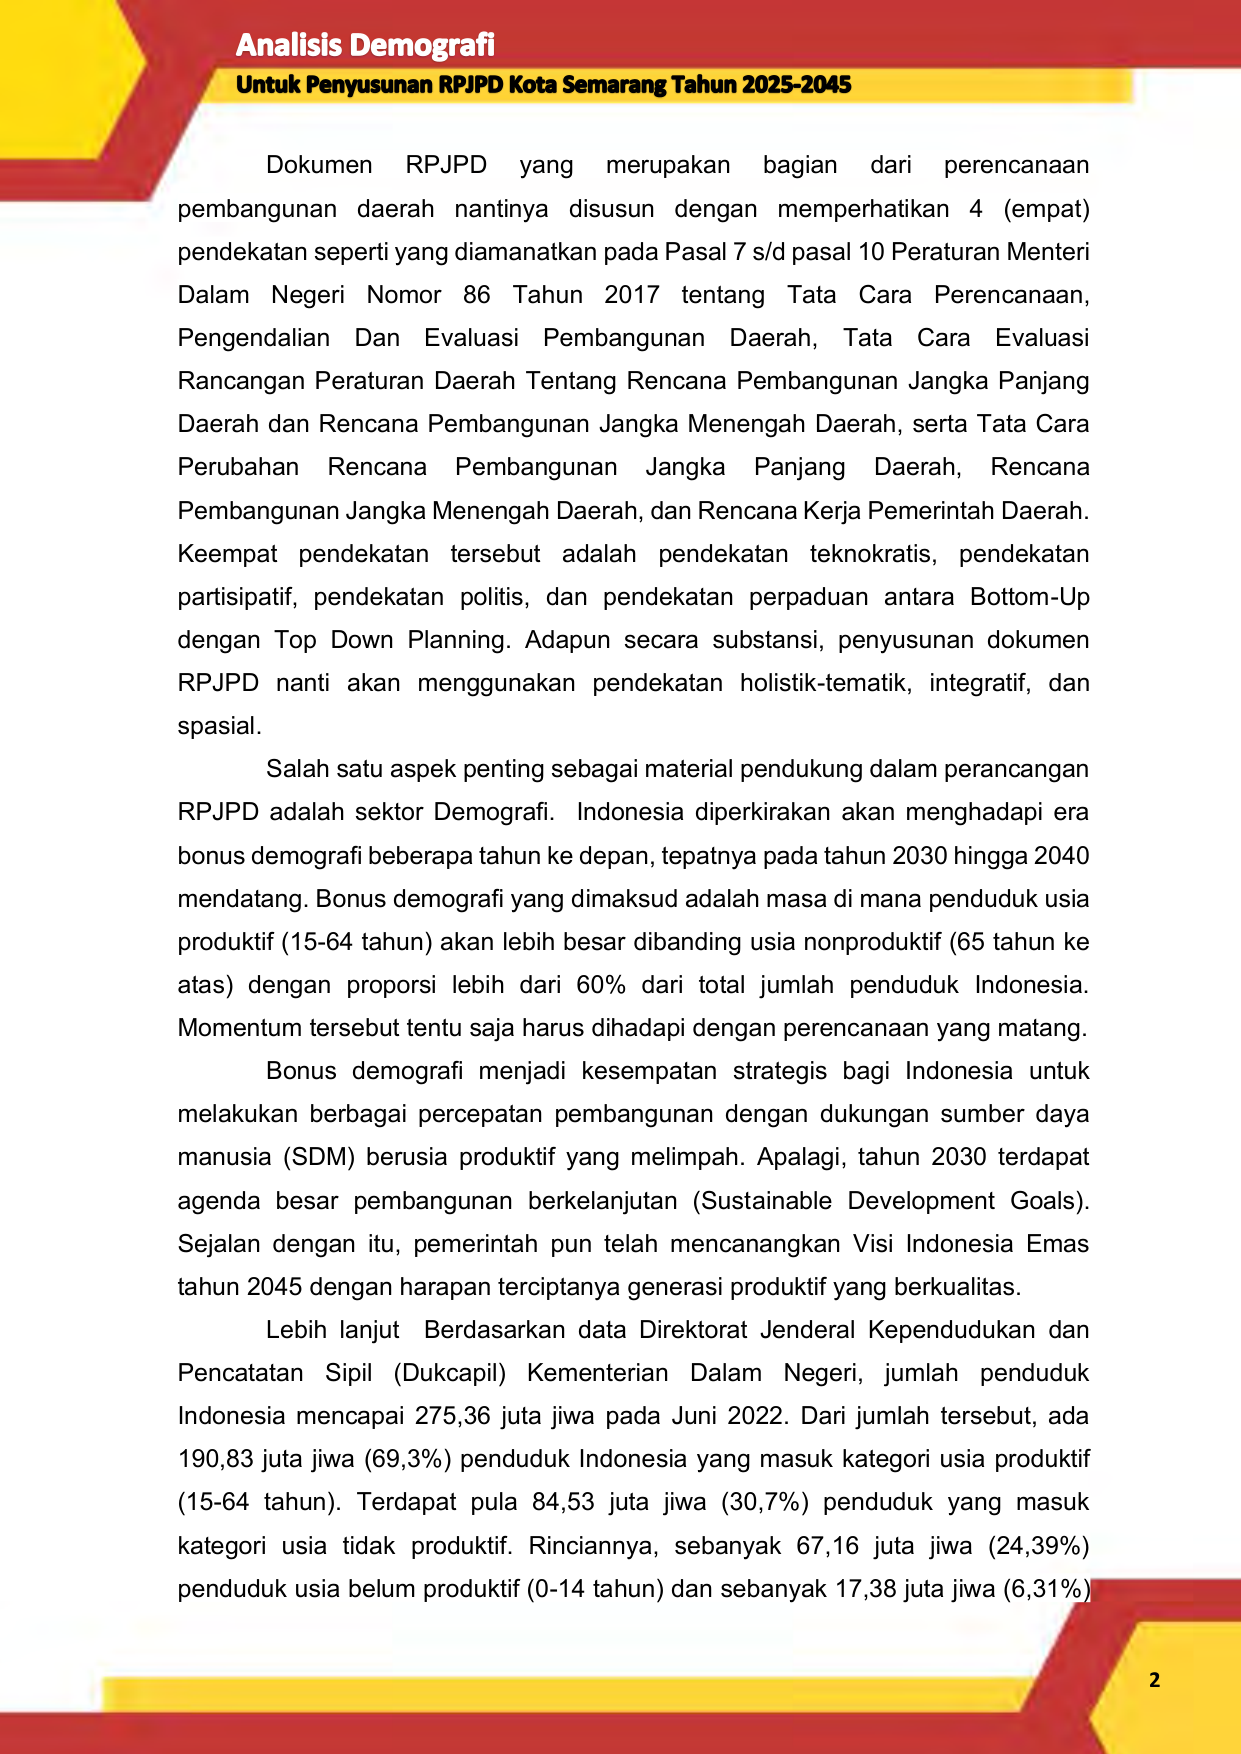 Analisis Demografi
Untuk Penyusunan RPJPD Kota Semarang Tahun 2025-2045
Dokumen RPJPD yang merupakan bagian dari perencanaan
pembangunan daerah nantinya disusun dengan memperhatikan 4 (empat)
pendekatan seperti yang diamanatkan pada Pasal 7 s/d pasal 10 Peraturan Menteri
Dalam Negeri Nomor 86 Tahun 2017 tentang Tata Cara Perencanaan,
Pengendalian Dan Evaluasi Pembangunan Daerah, Tata Cara Evaluasi
Rancangan Peraturan Daerah Tentang Rencana Pembangunan Jangka Panjang
Daerah dan Rencana Pembangunan Jangka Menengah Daerah, serta Tata Cara
Perubahan Rencana Pembangunan Jangka Panjang Daerah, Rencana
Pembangunan Jangka Menengah Daerah, dan Rencana Kerja Pemerintah Daerah.
Keempat pendekatan tersebut adalah pendekatan teknokratis, pendekatan
partisipatif, pendekatan politis, dan pendekatan perpaduan antara Bottom-Up
dengan Top Down Planning. Adapun secara substansi, penyusunan dokumen
RPJPD nanti akan menggunakan pendekatan holistik-tematik, integratif, dan
spasial.
Salah satu aspek penting sebagai material pendukung dalam perancangan
RPJPD adalah sektor Demografi. Indonesia diperkirakan akan menghadapi era
bonus demografi beberapa tahun ke depan, tepatnya pada tahun 2030 hingga 2040
mendatang. Bonus demografi yang dimaksud adalah masa di mana penduduk usia
produktif (15-64 tahun) akan lebih besar dibanding usia nonproduktif (65 tahun ke
atas) dengan proporsi lebih dari 60% dari total jumlah penduduk Indonesia.
Momentum tersebut tentu saja harus dihadapi dengan perencanaan yang matang.
Bonus demografi menjadi kesempatan strategis bagi Indonesia untuk
melakukan berbagai percepatan pembangunan dengan dukungan sumber daya
manusia (SDM) berusia produktif yang melimpah. Apalagi, tahun 2030 terdapat
agenda besar pembangunan berkelanjutan (Sustainable Development Goals).
Sejalan dengan itu, pemerintah pun telah mencanangkan Visi Indonesia Emas
tahun 2045 dengan harapan terciptanya generasi produktif yang berkualitas.
Lebih lanjut Berdasarkan data Direktorat Jenderal Kependudukan dan
Pencatatan Sipil (Dukcapil) Kementerian Dalam Negeri, jumlah penduduk
Indonesia mencapai 275,36 juta jiwa pada Juni 2022. Dari jumlah tersebut, ada
190,83 juta jiwa (69,3%) penduduk Indonesia yang masuk kategori usia produktif
(15-64 tahun). Terdapat pula 84,53 juta jiwa (30,7%) penduduk yang masuk
kategori usia tidak produktif. Rinciannya, sebanyak 67,16 juta jiwa (24,39%)
penduduk usia belum produktif (0-14 tahun) dan sebanyak 17,38 juta jiwa (6,31%)
2